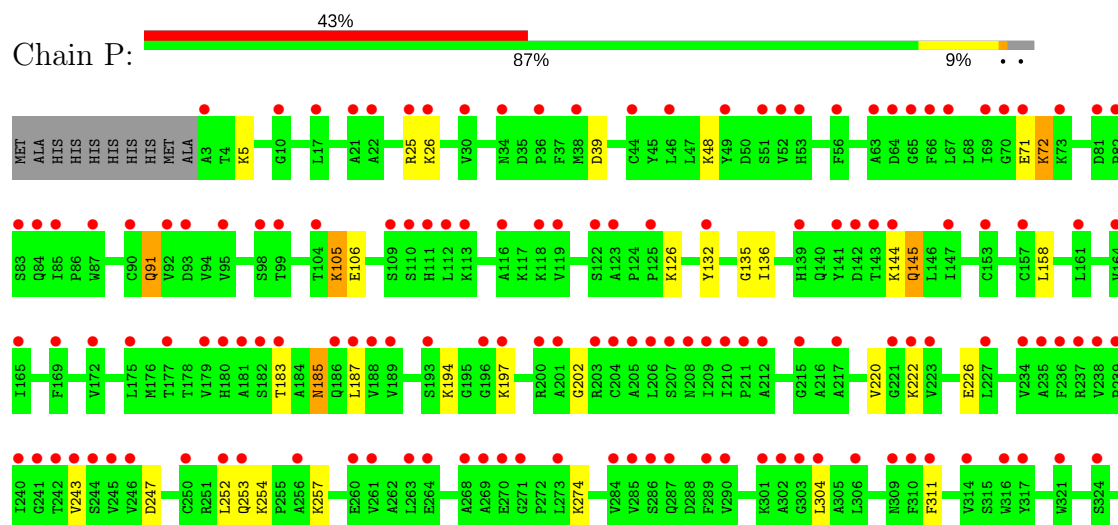 43%
Chain P:
87% 9% • •
MET ALA HIS HIS HIS HIS HIS HIS MET ALA A3 T4 K5 G10 L17 A21 A22 R25 K26 V30 N34 D35 P36 F37 M38 D39 C44 Y45 L46 L47 K48 Y49 D50 S51 V52 H53 F56 A63 D64 G65 F66 L67 L68 I69 G70 E71 K72 K73 D81
S83 Q84 I85 P86 W87 C90 Q91 V92 D93 V94 V95 S98 T99 T104 K105 E106 S109 S110 H111 L112 K113 A116 K117 K118 V119 S122 A123 P124 P125 K126 Y132 G135 I136 H139 Q140 Y141 D142 T143 K144 Q145 L146 I147 C153 C157 L158 L161
I165 F169 V172 L175 M176 T177 V179 H180 A181 S182 T183 A184 N185 Q186 L187 V188 V189 S193 K194 G195 G196 K197 R200 A201 G202 R203 C204 A205 L206 S207 N208 I209 I210 P211 A212 G215 A216 A217 V220 G221 K222 V223 E226 L227 V234 A235 F236 R237 V238
I240 G241 T242 V243 S244 V245 V246 D247 C250 R251 L252 Q253 K254 P255 A256 K257 E260 V261 A262 L263 E264 A268 A269 E270 G271 P272 L273 K274 V284 V285 S286 Q287 D288 F289 V290 K301 A302 G303 L304 A305 L306 N309 F310 F311 V314 S315 W316 Y317 W321 S324